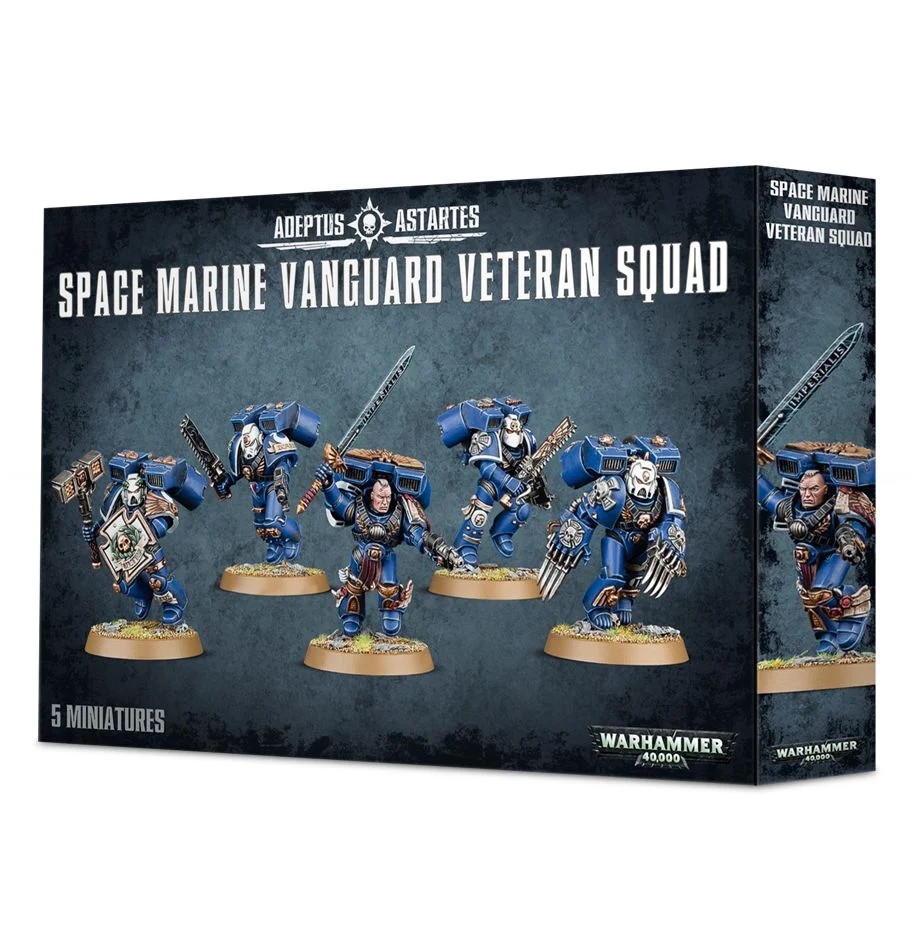 ADEPTUS ASTARTES
SPACE MARINE VANGUARD VETERAN SQUAD
IMPERIALIS
5 MINIATURES
WARHAMMER
40,000
SPACE MARINE
VANGUARD
VETERAN SQUAD
IMPERIALIS
WARHAMMER
40,000